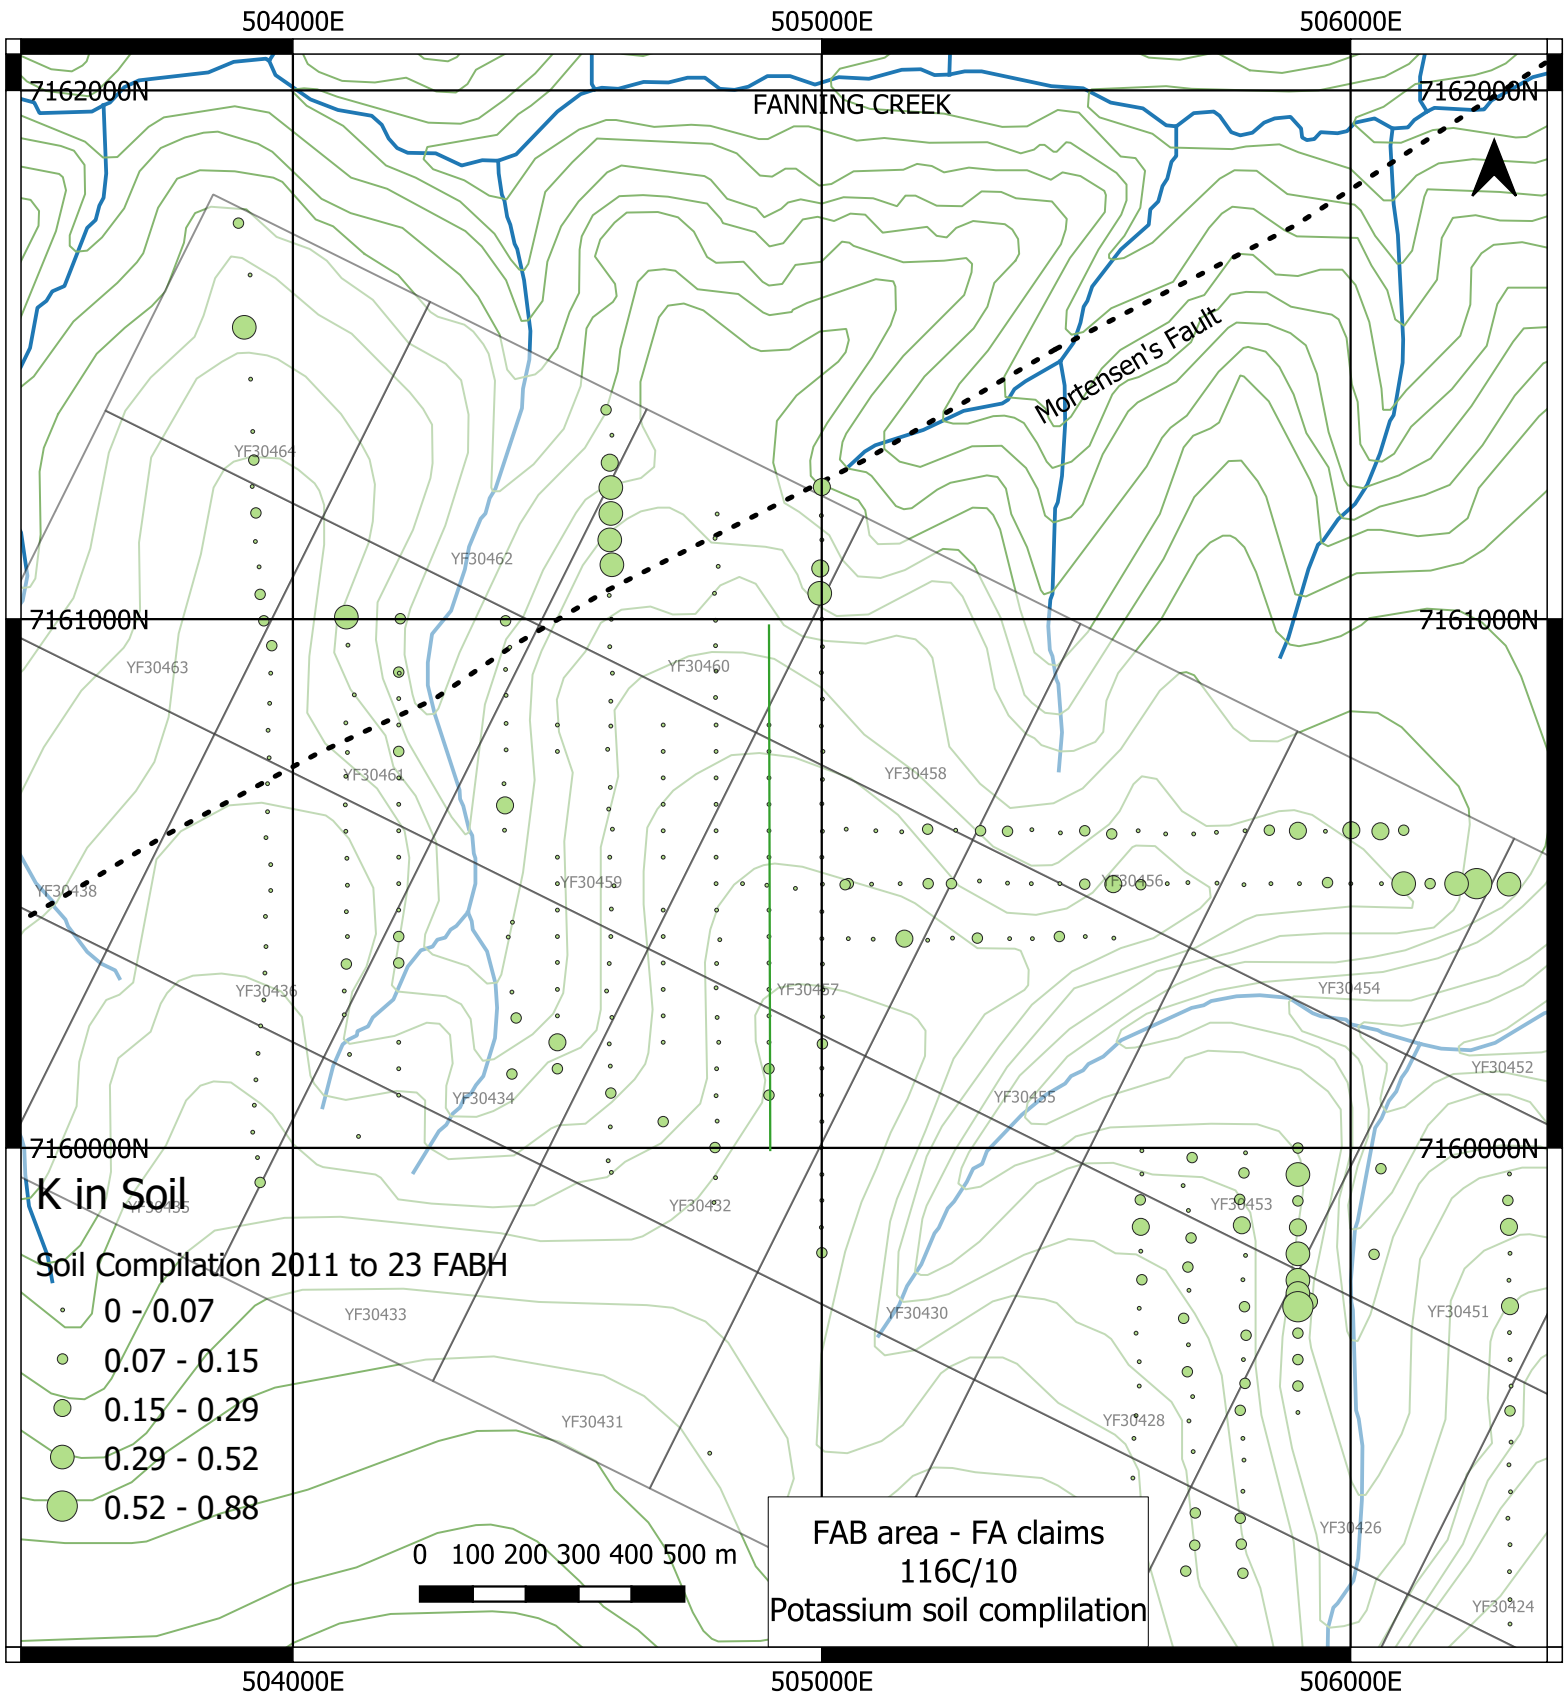 504000E 505000E 506000E
7162000N 7162000N
FANNING CREEK
Mortensen's Fault
YF30464
YF30462
7161000N 7161000N
YF30463 YF30460
YF30461 YF30458
YF30438 YF30459 YF30456
YF30436 YF30457 YF30454
YF30434 YF30455 YF30452
7160000N 7160000N
K in Soil
YF30435 YF30432 YF30453
Soil Compilation 2011 to 23 FABH
0 - 0.07
YF30433 YF30430 YF30451
0.07 - 0.15
0.15 - 0.29
YF30431 YF30428
0.29 - 0.52
0.52 - 0.88
YF30426
FAB area - FA claims
116C/10
Potassium soil complilation
0 100 200 300 400 500 m
YF30424
504000E 505000E 506000E